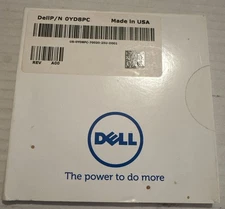 Dell P/N 0YD8PC
Made In USA
REV A00
DELL
The power to do more